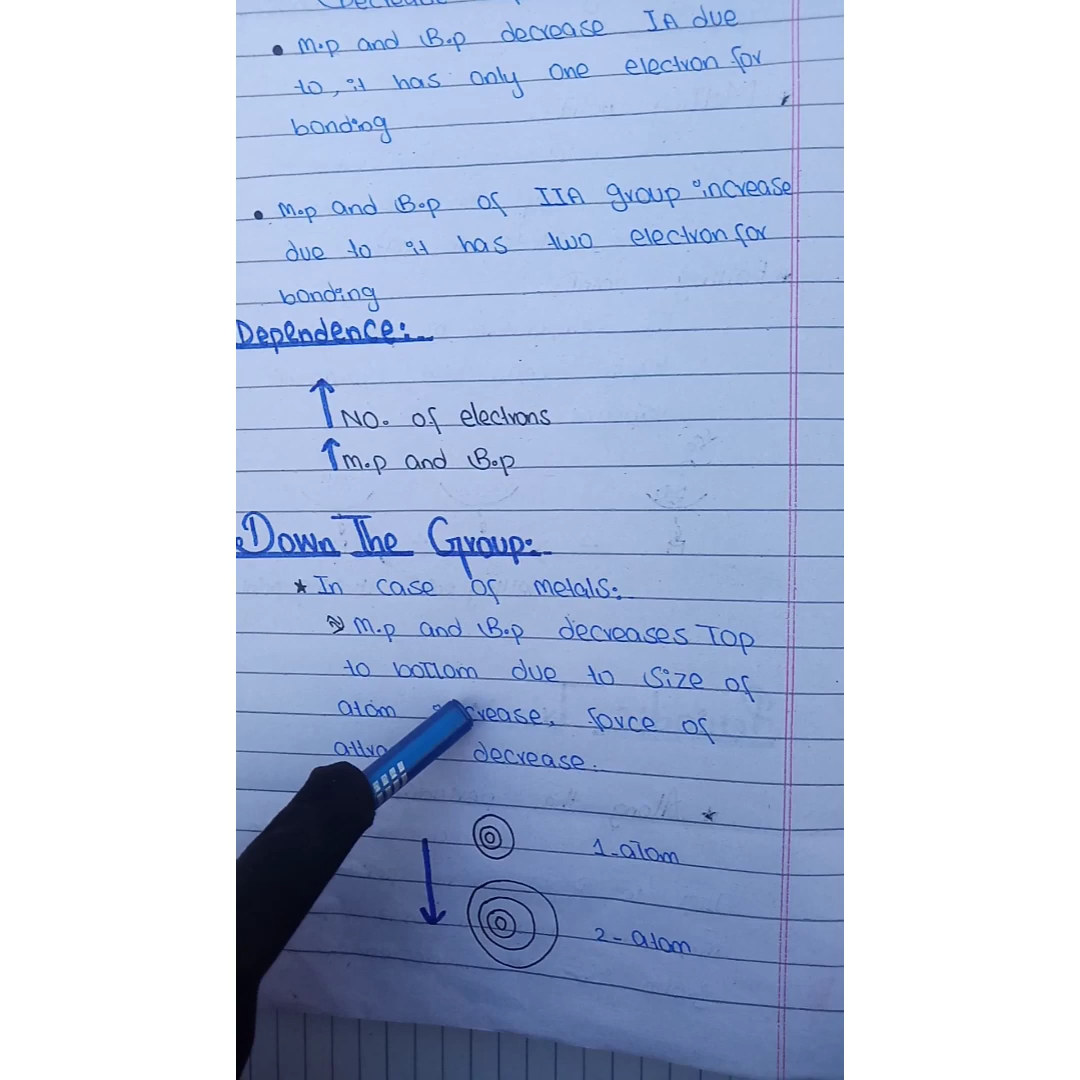 • M.p and B.p decrease IA due
to, it has only one electron for
bonding
• M.p and B.p of IIA group increase
due to it has two electron for
bonding
Dependence:-
↑ NO. of electrons
↑ M.p and B.p
Down The Group:-
* In case of metals:-
M.p and B.p decreases Top
to bottom due to size of
atom crease. force of
decrease.
1-atom
2-atom